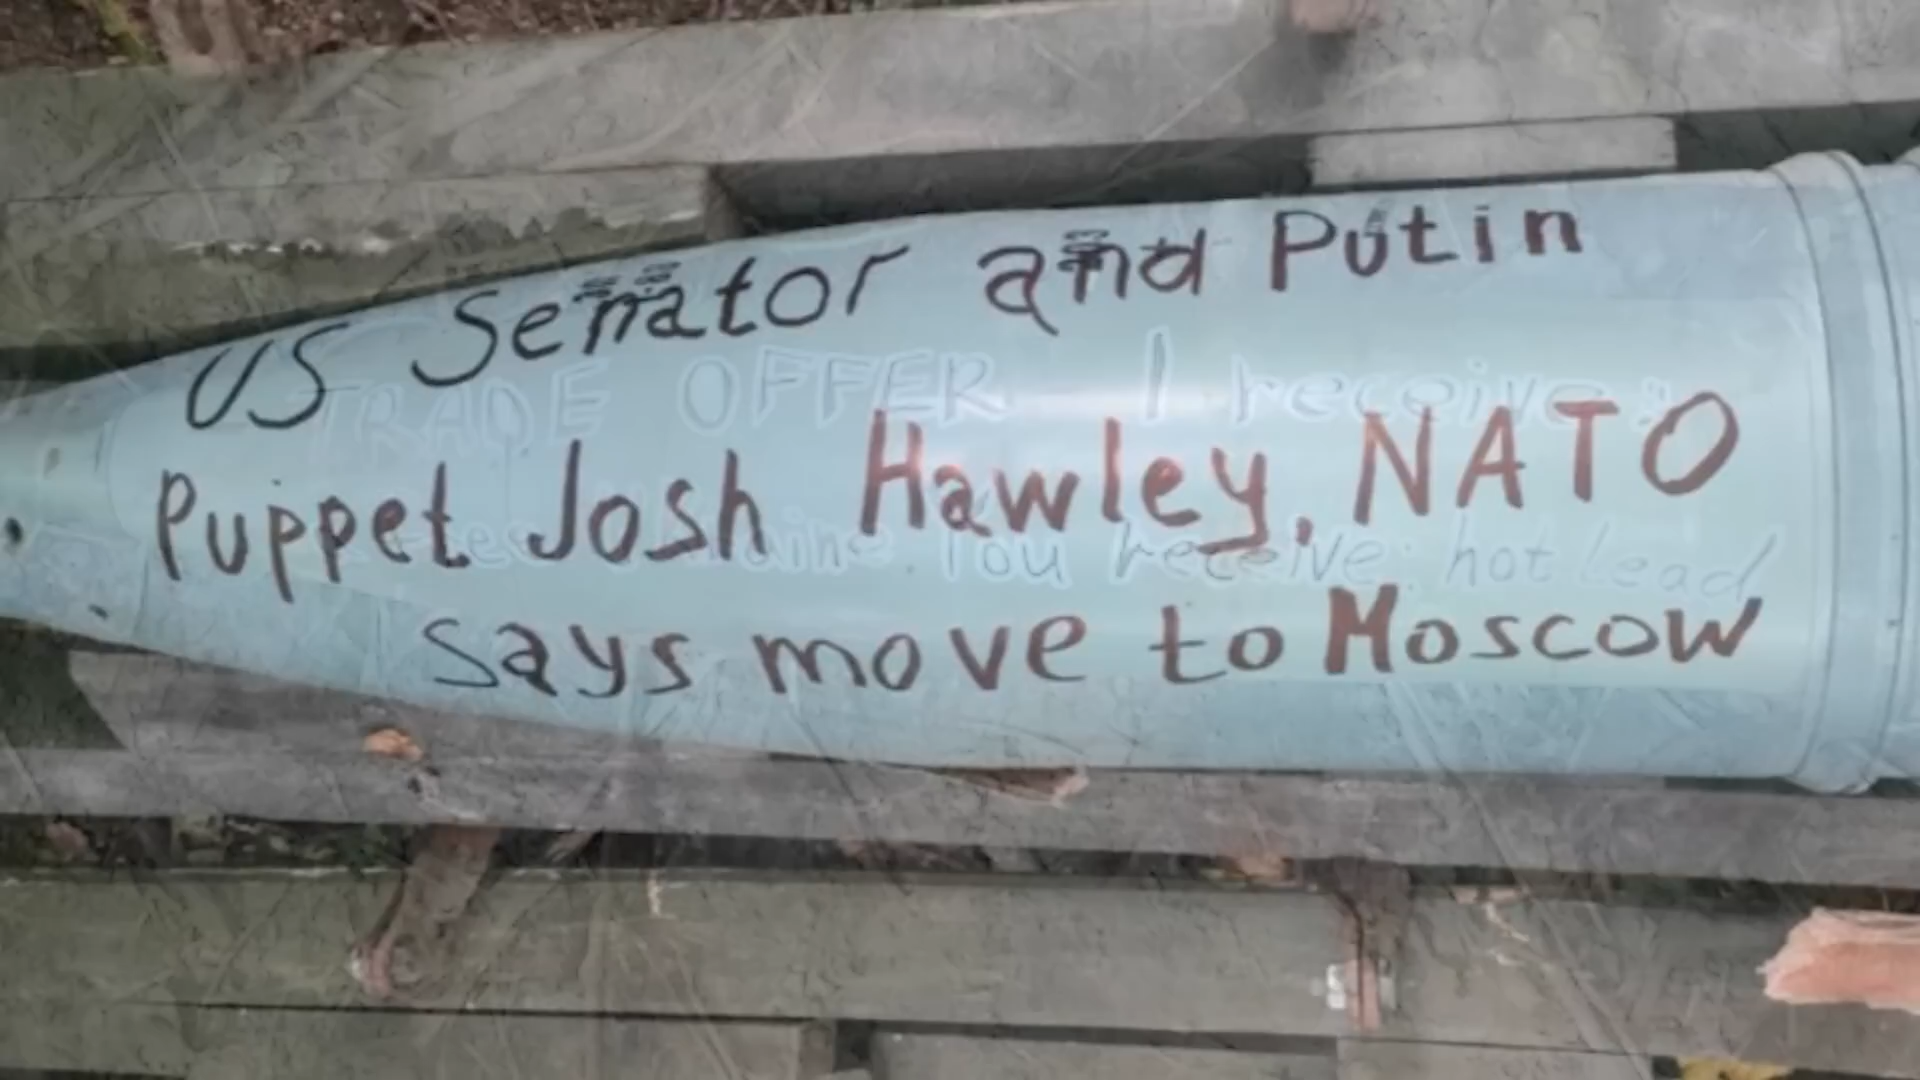 US Senator and Putin
TRADE OFFER I receive:
Puppet Josh Hawley, NATO
You receive: hot Lead
says move to Moscow